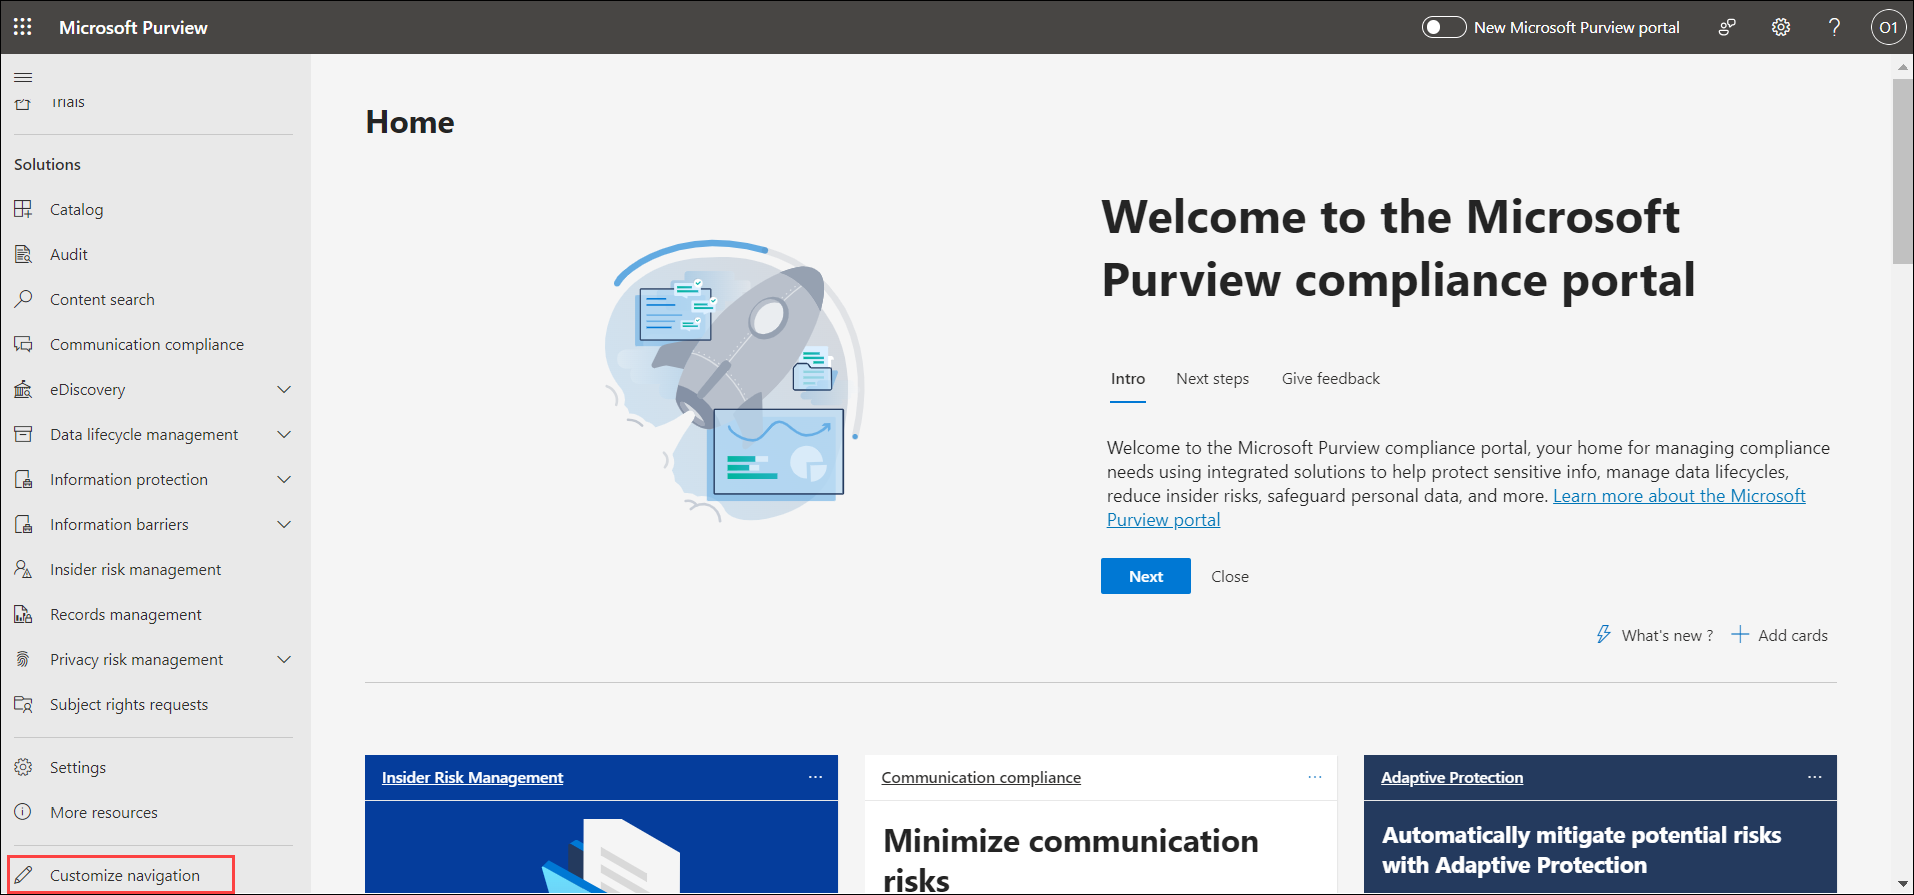 Microsoft Purview
New Microsoft Purview portal
?
O1
Trials
Solutions
Catalog
Audit
Content search
Communication compliance
eDiscovery
Data lifecycle management
Information protection
Information barriers
Insider risk management
Records management
Privacy risk management
Subject rights requests
Settings
More resources
Customize navigation
Home
Welcome to the Microsoft
Purview compliance portal
Intro Next steps Give feedback
Welcome to the Microsoft Purview compliance portal, your home for managing compliance
needs using integrated solutions to help protect sensitive info, manage data lifecycles,
reduce insider risks, safeguard personal data, and more. Learn more about the Microsoft
Purview portal
Next Close
What's new ? Add cards
Insider Risk Management ...
Communication compliance ...
Minimize communication
risks
Adaptive Protection ...
Automatically mitigate potential risks
with Adaptive Protection